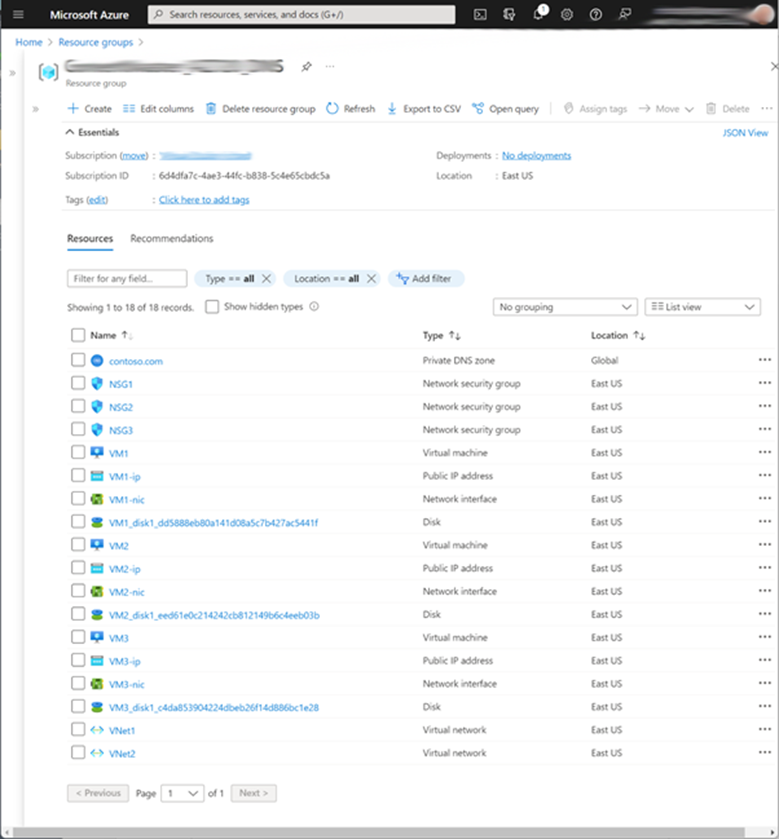 Microsoft Azure Search resources, services, and docs (G+/) 1
Home > Resource groups >
Resource group
Create Edit columns Delete resource group Refresh Export to CSV Open query Assign tags Move Delete
Essentials JSON View
Subscription (move) : Deployments : No deployments
Subscription ID : 6d4dfa7c-4ae3-44fc-b838-5c4e65cbdc5a Location : East US
Tags (edit) : Click here to add tags
Resources Recommendations
Filter for any field... Type == all Location == all Add filter
Showing 1 to 18 of 18 records. Show hidden types No grouping List view
Name Type Location
contoso.com Private DNS zone Global
NSG1 Network security group East US
NSG2 Network security group East US
NSG3 Network security group East US
VM1 Virtual machine East US
VM1-ip Public IP address East US
VM1-nic Network interface East US
VM1_disk1_dd5888eb80a141d08a5c7b427ac5441f Disk East US
VM2 Virtual machine East US
VM2-ip Public IP address East US
VM2-nic Network interface East US
VM2_disk1_eed61e0c214242cb812149b6c4eeb03b Disk East US
VM3 Virtual machine East US
VM3-ip Public IP address East US
VM3-nic Network interface East US
VM3_disk1_c4da853904224dbeb26f14d886bc1e28 Disk East US
VNet1 Virtual network East US
VNet2 Virtual network East US
< Previous Page 1 of 1 Next >